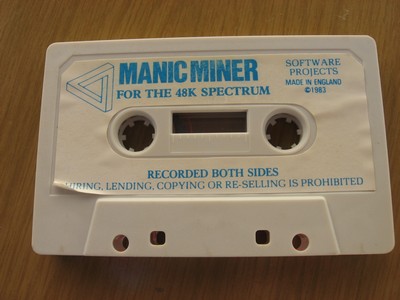 MANIC MINER
FOR THE 48K SPECTRUM
SOFTWARE
PROJECTS
MADE IN ENGLAND
©1983
RECORDED BOTH SIDES
HIRING, LENDING, COPYING OR RE-SELLING IS PROHIBITED